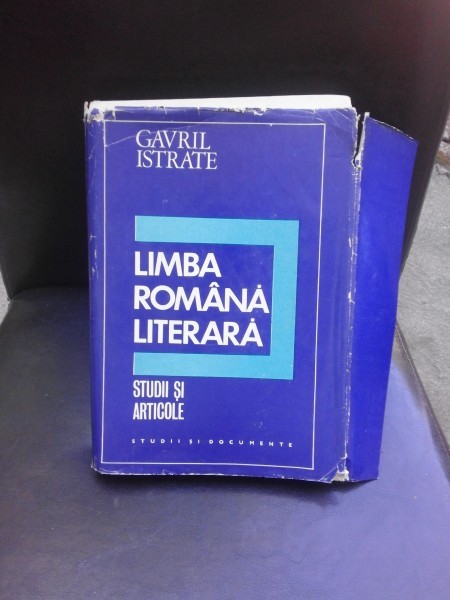 GAVRIL
ISTRATE
LIMBA
ROMÂNĂ
LITERARĂ
STUDII ȘI
ARTICOLE
STUDII ȘI DOCUMENTE